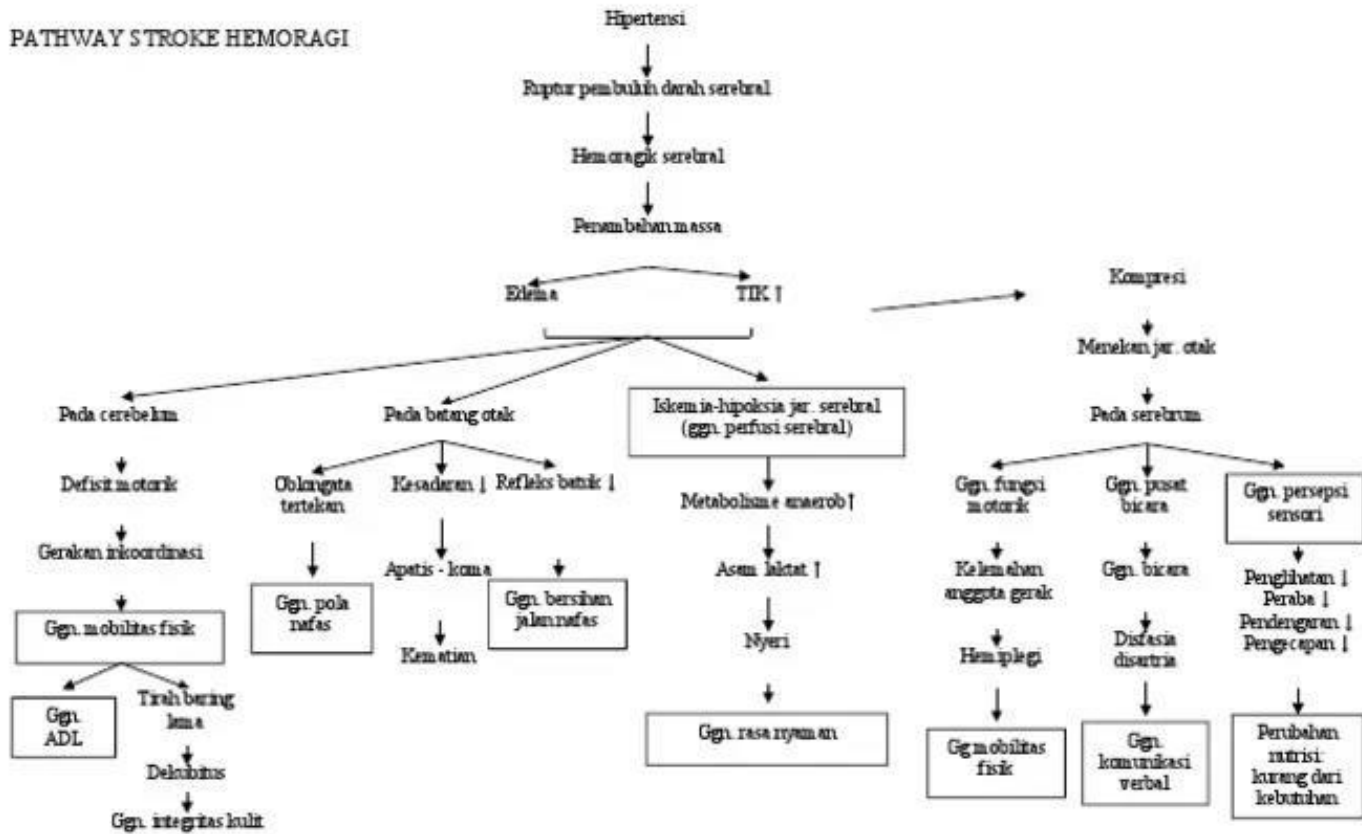 PATHWAY STROKE HEMORAGI
Hipertensi
Ruptur pembuluh darah serebral
Hemoragik serebral
Penambahan massa
Edema
TIK ↑
Kompresi
Menekan jar. otak
Pada cerebelum
Pada batang otak
Iskemia-hipoksia jar. serebral
(ggn. perfusi serebral)
Pada serebrum
Defisit motorik
Oblongata
tertekan
Kesadaran ↓
Refleks batuk ↓
Metabolisme anaerob ↑
Ggn. fungsi
motorik
Ggn. pusat
bicara
Ggn. persepsi
sensori
Gerakan inkoordinasi
Ggn. pola
nafas
Apatis - koma
Ggn. bersihan
jalan nafas
Asam laktat ↑
Kelemahan
anggota gerak
Ggn. bicara
Penglihatan ↓
Peraba ↓
Pendengaran ↓
Pengecapan ↓
Ggn. mobilitas fisik
Kematian
Nyeri
Hemiplegi
Disfasia
disartria
Ggn.
ADL
Tirah baring
lama
Ggn. rasa nyaman
Gg mobilitas
fisik
Ggn.
komunikasi
verbal
Perubahan
nutrisi:
kurang dari
kebutuhan
Dekubitus
Ggn. integritas kulit